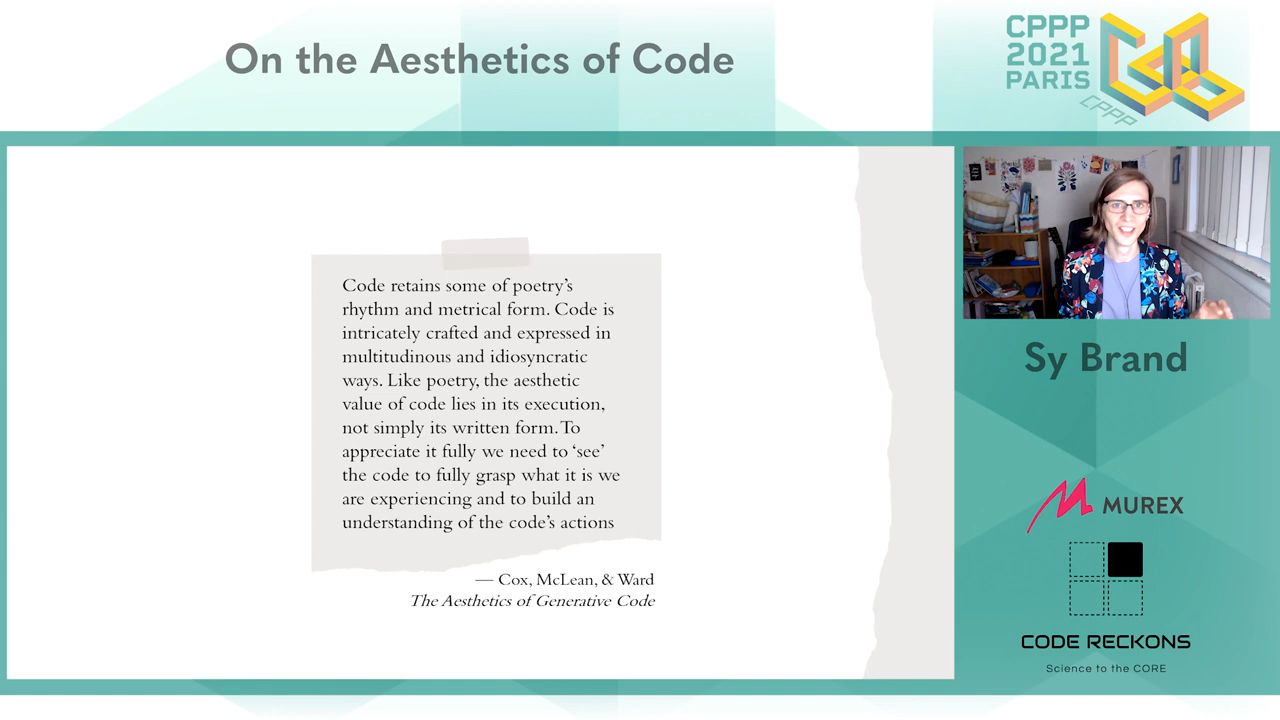 On the Aesthetics of Code
CPPP
2021
PARIS
CPPP
Code retains some of poetry's
rhythm and metrical form. Code is
intricately crafted and expressed in
multitudinous and idiosyncratic
ways. Like poetry, the aesthetic
value of code lies in its execution,
not simply its written form. To
appreciate it fully we need to ‘see’
the code to fully grasp what it is we
are experiencing and to build an
understanding of the code's actions
— Cox, McLean, & Ward
The Aesthetics of Generative Code
Sy Brand
MUREX
CODE RECKONS
Science to the CORE